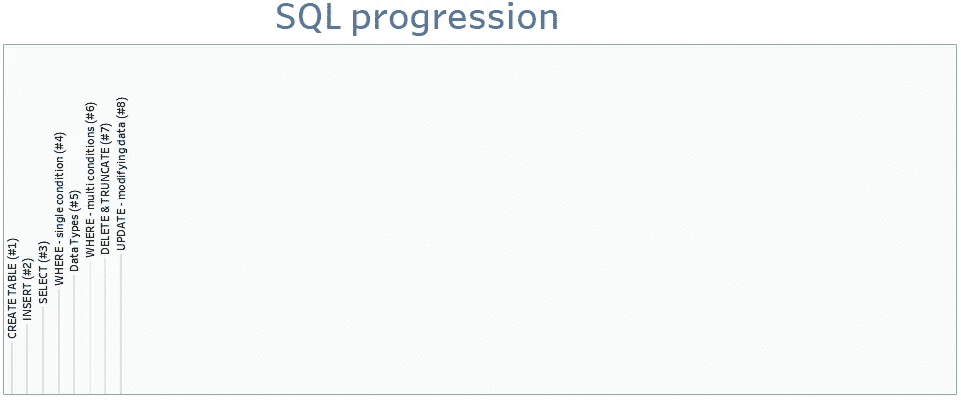 SQL progression
CREATE TABLE (#1)
INSERT (#2)
SELECT (#3)
WHERE - single condition (#4)
Data Types (#5)
WHERE - multi conditions (#6)
DELETE & TRUNCATE (#7)
UPDATE - modifying data (#8)